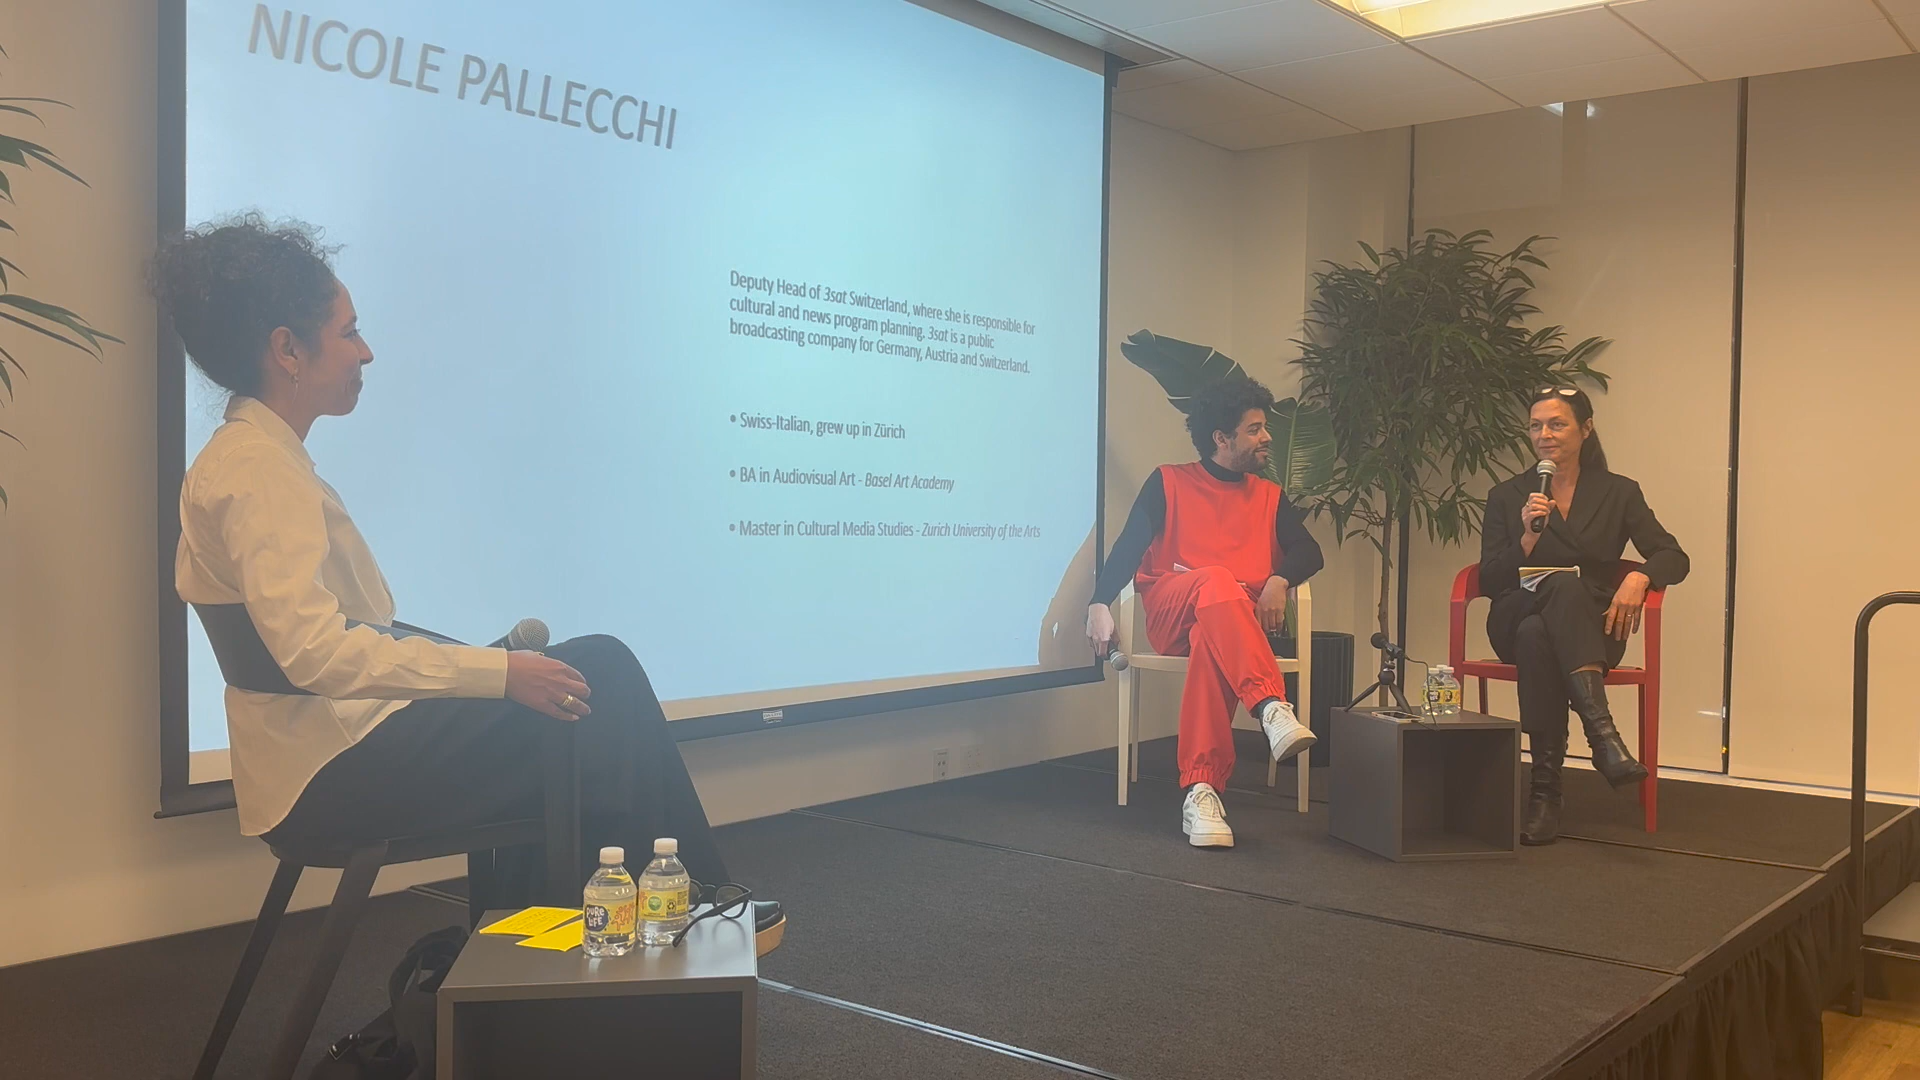 NICOLE PALLECCHI
Deputy Head of 3sat Switzerland, where she is responsible for
cultural and news program planning. 3sat is a public
broadcasting company for Germany, Austria and Switzerland.
• Swiss-Italian, grew up in Zürich
• BA in Audiovisual Art - Basel Art Academy
• Master in Cultural Media Studies - Zurich University of the Arts
PURE
LIFE